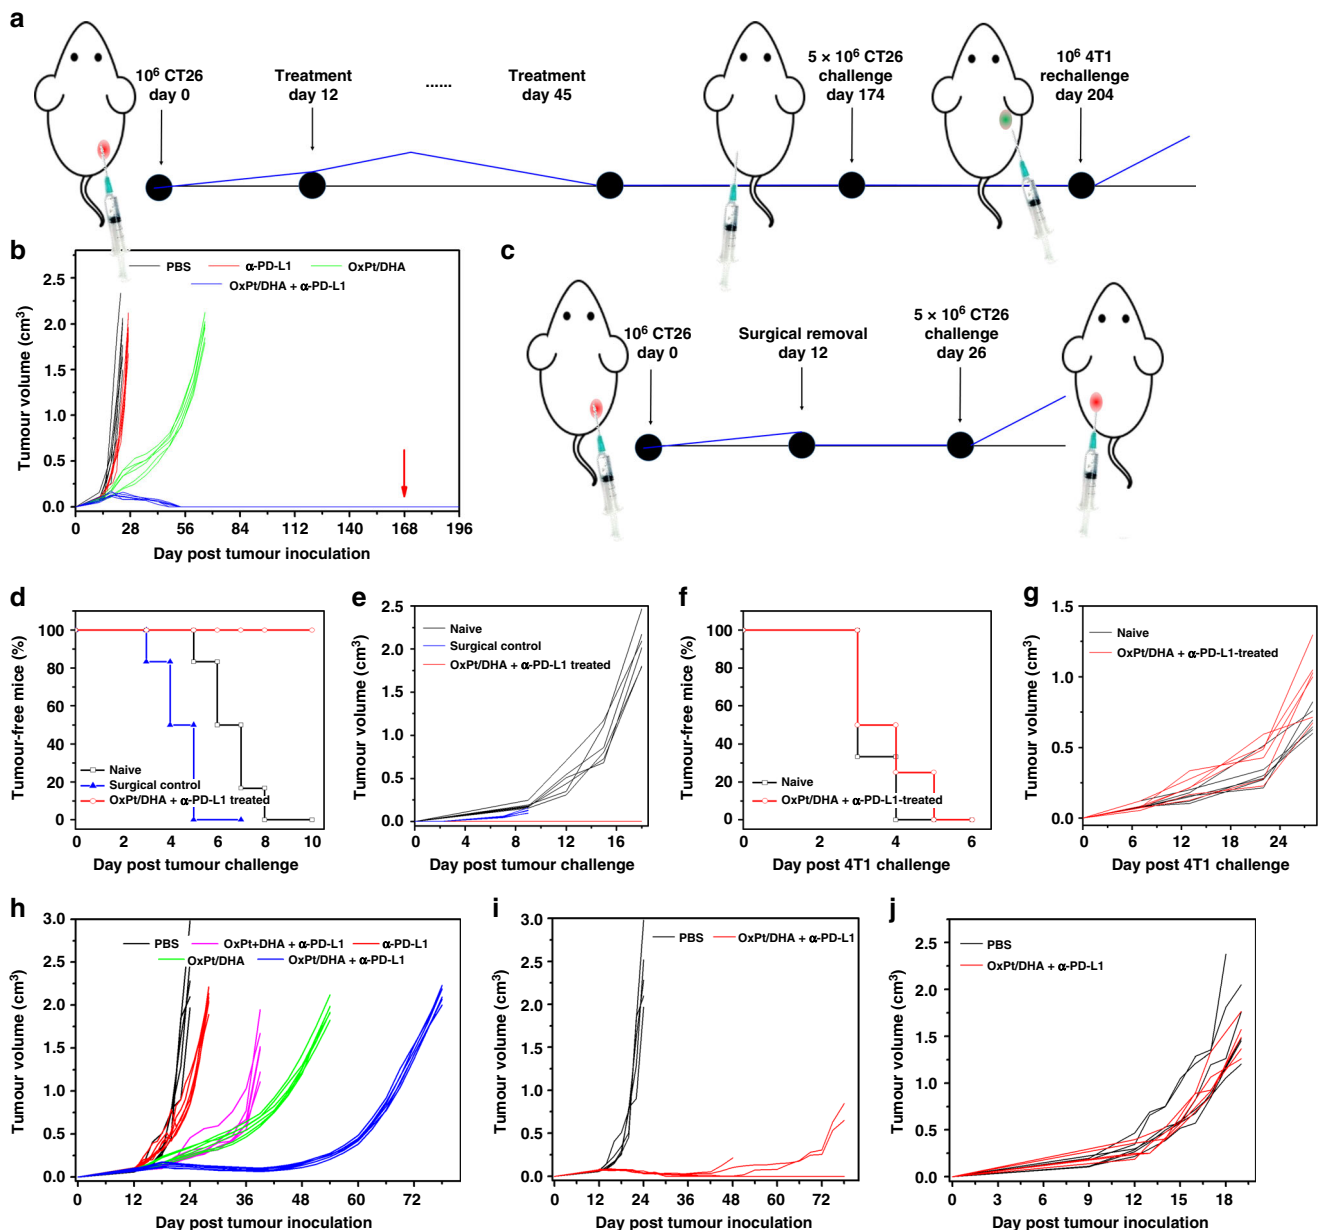 a
10⁶ CT26
day 0
Treatment
day 12
......
Treatment
day 45
5 × 10⁶ CT26
challenge
day 174
10⁶ 4T1
rechallenge
day 204
b
PBS
α-PD-L1
OxPt/DHA
OxPt/DHA + α-PD-L1
Tumour volume (cm³)
2.5
2.0
1.5
1.0
0.5
0.0
0 28 56 84 112 140 168 196
Day post tumour inoculation
c
10⁶ CT26
day 0
Surgical removal
day 12
5 × 10⁶ CT26
challenge
day 26
d
Tumour-free mice (%)
100
80
60
40
20
0
Naive
Surgical control
OxPt/DHA + α-PD-L1 treated
0 2 4 6 8 10
Day post tumour challenge
e
Tumour volume (cm³)
2.5
2.0
1.5
1.0
0.5
0.0
Naive
Surgical control
OxPt/DHA + α-PD-L1 treated
0 4 8 12 16
Day post tumour challenge
f
Tumour-free mice (%)
100
80
60
40
20
0
Naive
OxPt/DHA + α-PD-L1-treated
0 2 4 6
Day post 4T1 challenge
g
Tumour volume (cm³)
1.5
1.0
0.5
0.0
Naive
OxPt/DHA + α-PD-L1-treated
0 6 12 18 24
Day post 4T1 challenge
h
Tumour volume (cm³)
3.0
2.5
2.0
1.5
1.0
0.5
0.0
PBS
OxPt+DHA + α-PD-L1
α-PD-L1
OxPt/DHA
OxPt/DHA + α-PD-L1
0 12 24 36 48 60 72
Day post tumour inoculation
i
Tumour volume (cm³)
3.0
2.5
2.0
1.5
1.0
0.5
0.0
PBS
OxPt/DHA + α-PD-L1
0 12 24 36 48 60 72
Day post tumour inoculation
j
Tumour volume (cm³)
2.5
2.0
1.5
1.0
0.5
0.0
PBS
OxPt/DHA + α-PD-L1
0 3 6 9 12 15 18
Day post tumour inoculation